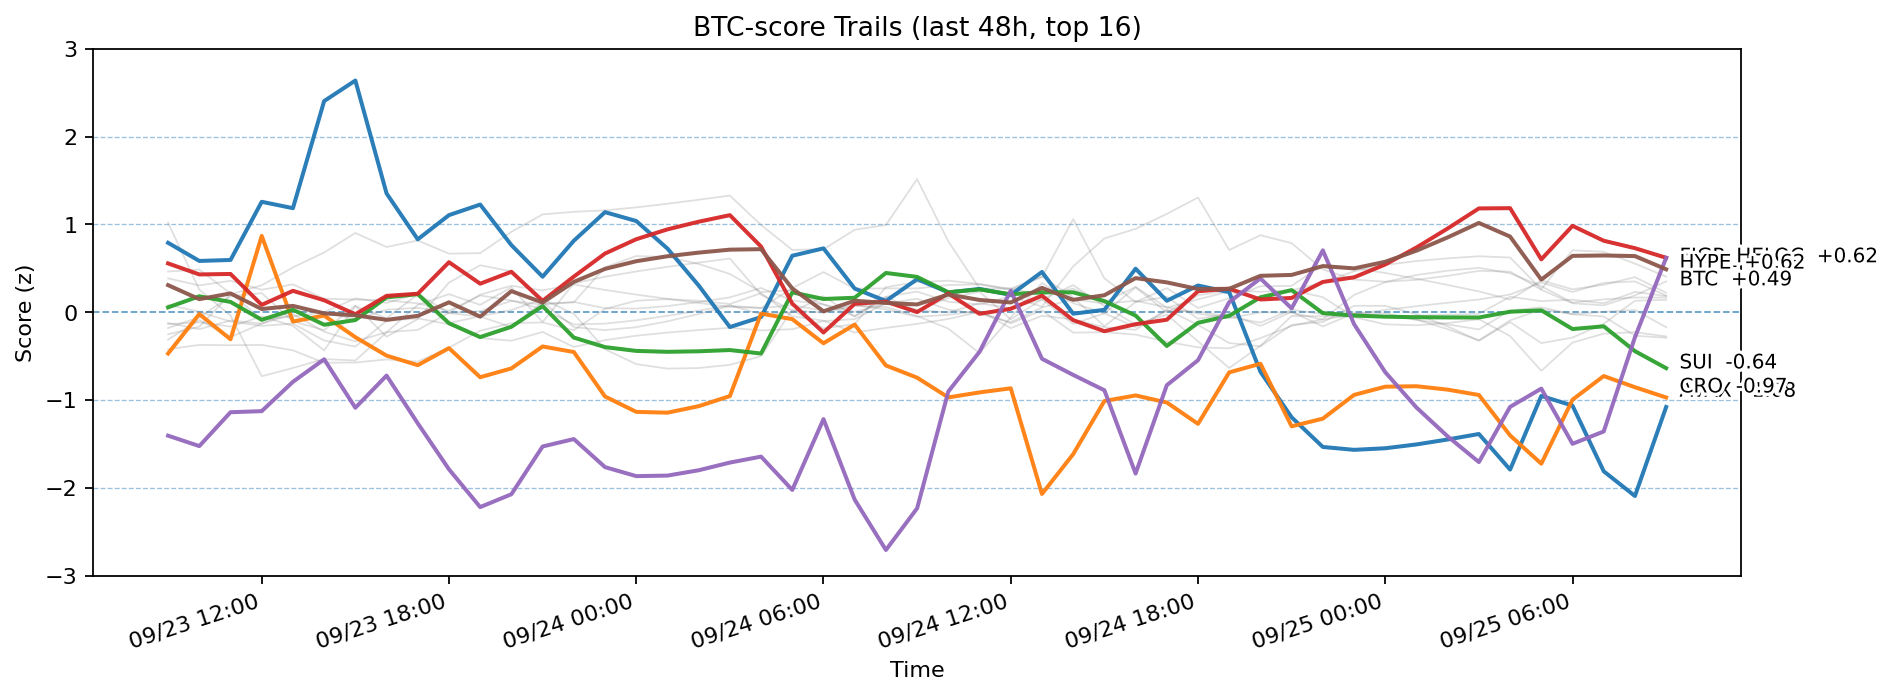 BTC-score Trails (last 48h, top 16)
Score (z)
3
2
1
0
−1
−2
−3
+0.62
HYPE +0.62
BTC +0.49
SUI -0.64
CRO -0.97
09/23 12:00
09/23 18:00
09/24 00:00
09/24 06:00
09/24 12:00
09/24 18:00
09/25 00:00
09/25 06:00
Time